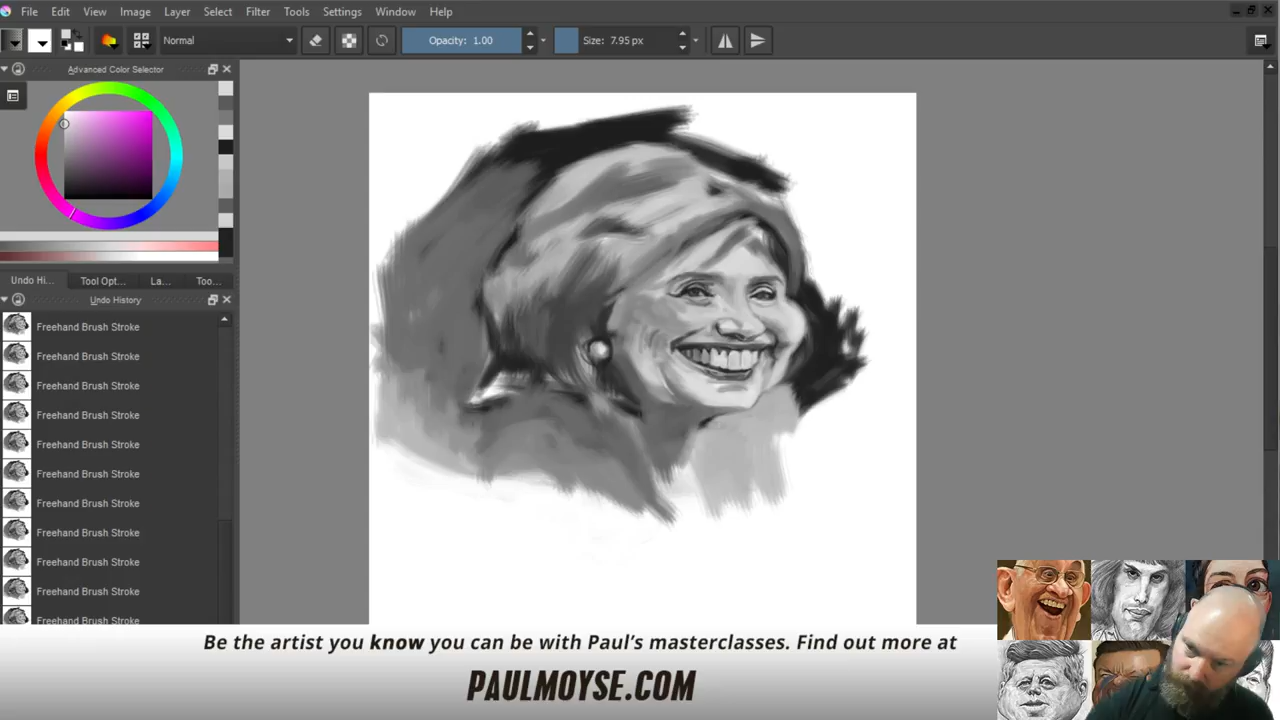 File Edit View Image Layer Select Filter Tools Settings Window Help
Normal Opacity: 1.00 Size: 7.95 px
Advanced Color Selector
Undo Hi... Tool Opt... La... Too...
Undo History
Freehand Brush Stroke
Freehand Brush Stroke
Freehand Brush Stroke
Freehand Brush Stroke
Freehand Brush Stroke
Freehand Brush Stroke
Freehand Brush Stroke
Freehand Brush Stroke
Freehand Brush Stroke
Freehand Brush Stroke
Freehand Brush Stroke
Be the artist you know you can be with Paul's masterclasses. Find out more at
PAULMOYSE.COM